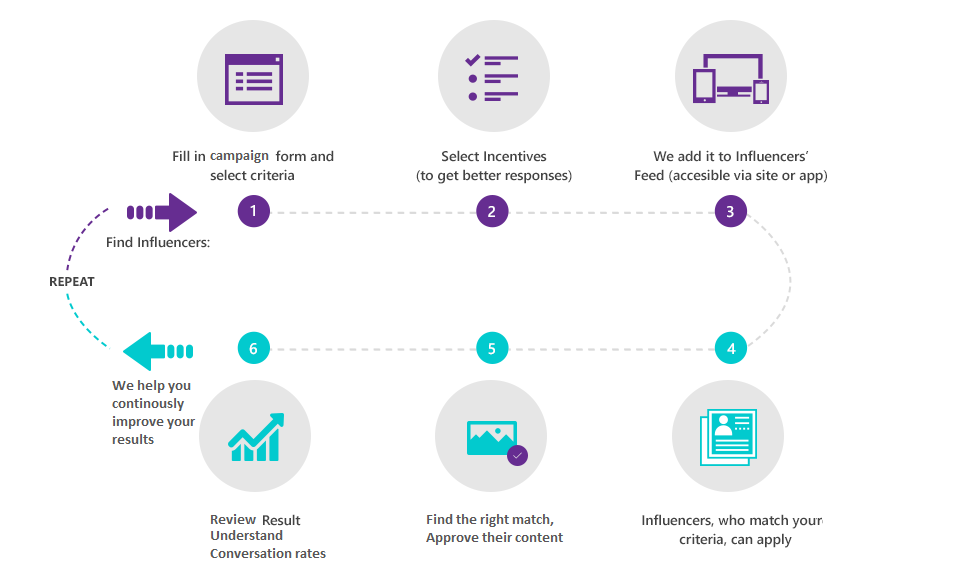 Fill in campaign form and
select criteria
Select Incentives
(to get better responses)
We add it to Influencers'
Feed (accesible via site or app)
1
2
3
Find Influencers:
REPEAT
6
5
4
We help you
continously
improve your
results
Review Result
Understand
Conversation rates
Find the right match,
Approve their content
Influencers, who match your
criteria, can apply